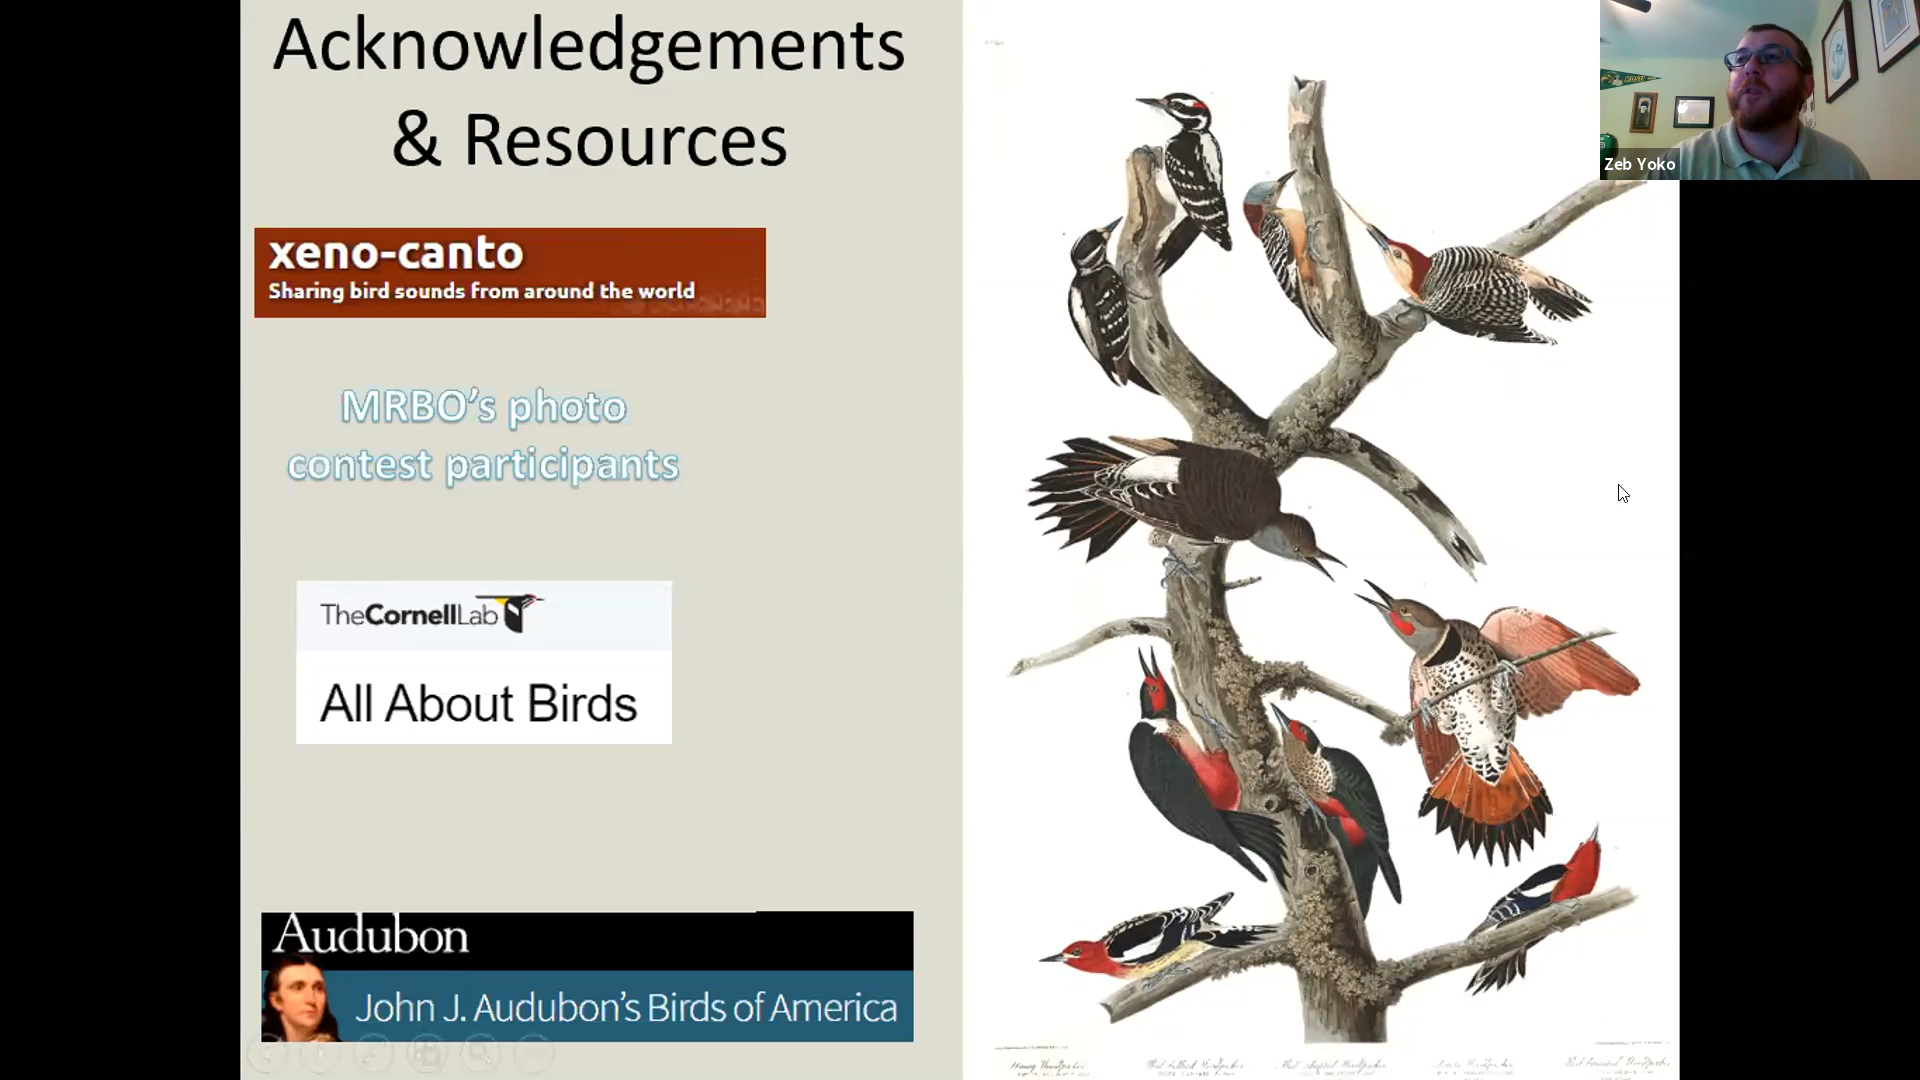 Acknowledgements
& Resources
xeno-canto
Sharing bird sounds from around the world
MRBO's photo
contest participants
TheCornellLab
All About Birds
Audubon
John J. Audubon's Birds of America
Zeb Yoko